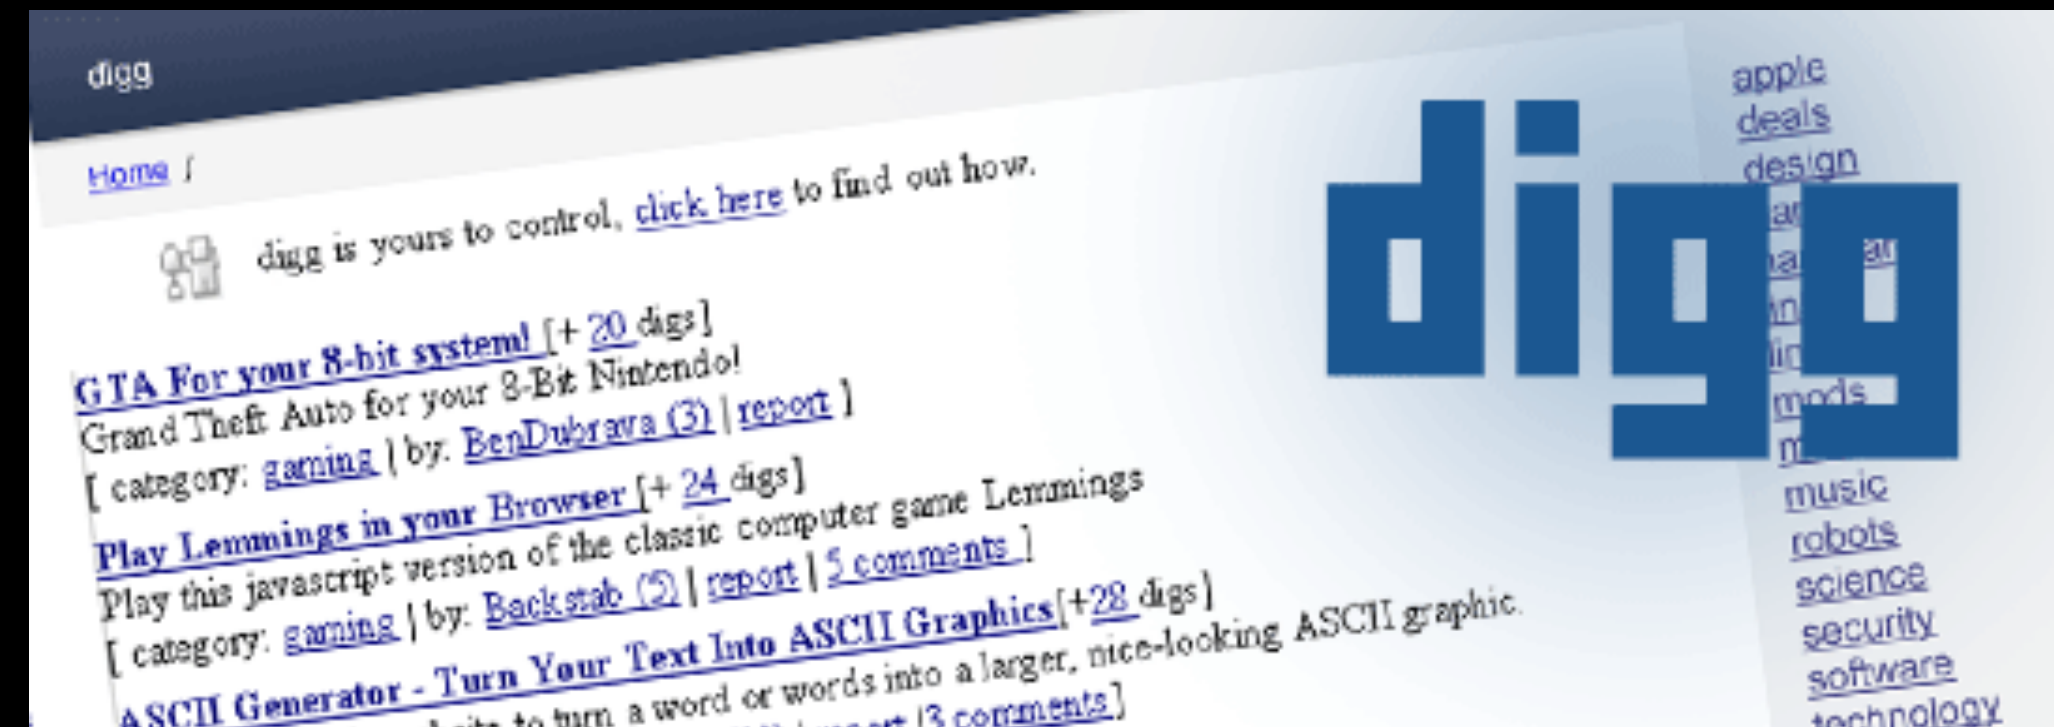 digg
Home /
digg is yours to control, click here to find out how.
GTA For your 8-bit system! [+ 20 digs]
Grand Theft Auto for your 8-Bit Nintendo!
[ category: gaming | by: BenDubrava (3) | report ]
Play Lemmings in your Browser [+ 24 digs]
Play this javascript version of the classic computer game Lemmings
[ category: gaming | by: Backstab (5) | report | 5 comments ]
ASCII Generator - Turn Your Text Into ASCII Graphics[+28 digs]
to turn a word or words into a larger, nice-looking ASCII graphic.
report /3 comments ]
digg
apple
deals
design
mods
music
robots
science
security
software
technology